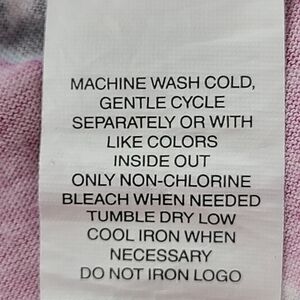 MACHINE WASH COLD,
GENTLE CYCLE
SEPARATELY OR WITH
LIKE COLORS
INSIDE OUT
ONLY NON-CHLORINE
BLEACH WHEN NEEDED
TUMBLE DRY LOW
COOL IRON WHEN
NECESSARY
DO NOT IRON LOGO